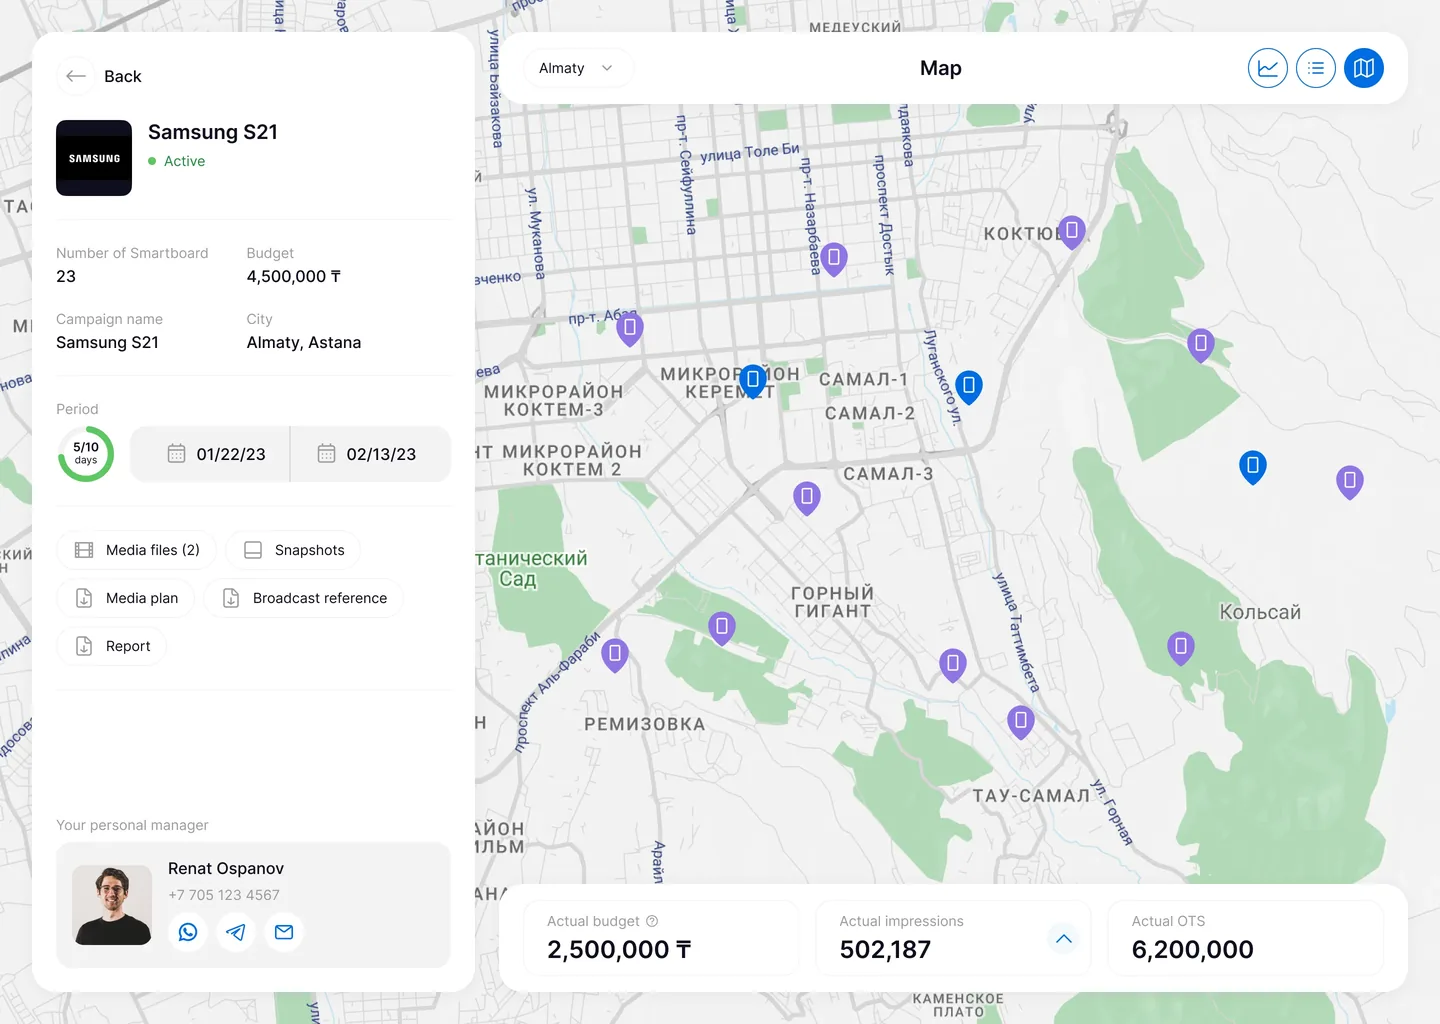 Back
SAMSUNG
Samsung S21
Active
Number of Smartboard
23
Budget
4,500,000 ₸
Campaign name
Samsung S21
City
Almaty, Astana
Period
5/10
days
01/22/23
02/13/23
Media files (2)
Snapshots
Media plan
Broadcast reference
Report
Your personal manager
Renat Ospanov
+7 705 123 4567
Almaty
Map
МЕДЕУСКИЙ
улица Байзакова
пр-т. Сейфуллина
улица Толе Би
пр-т. Назарбаева
проспект Достык
ул. Муканова
пр-т. Абая
МИКРОРАЙОН
КОКТЕМ-3
МИКРОРАЙОН
САМАЛ-1
САМАЛ-2
Луганского ул.
МИКРОРАЙОН
КОКТЕМ 2
САМАЛ-3
Сад
ГОРНЫЙ
ГИГАНТ
улица Таттимбета
Кольсай
проспект Аль-Фараби
РЕМИЗОВКА
ТАУ-САМАЛ
ул. Горная
Actual budget
2,500,000 ₸
Actual impressions
502,187
Actual OTS
6,200,000
КАМЕНСКОЕ
ПЛАТО